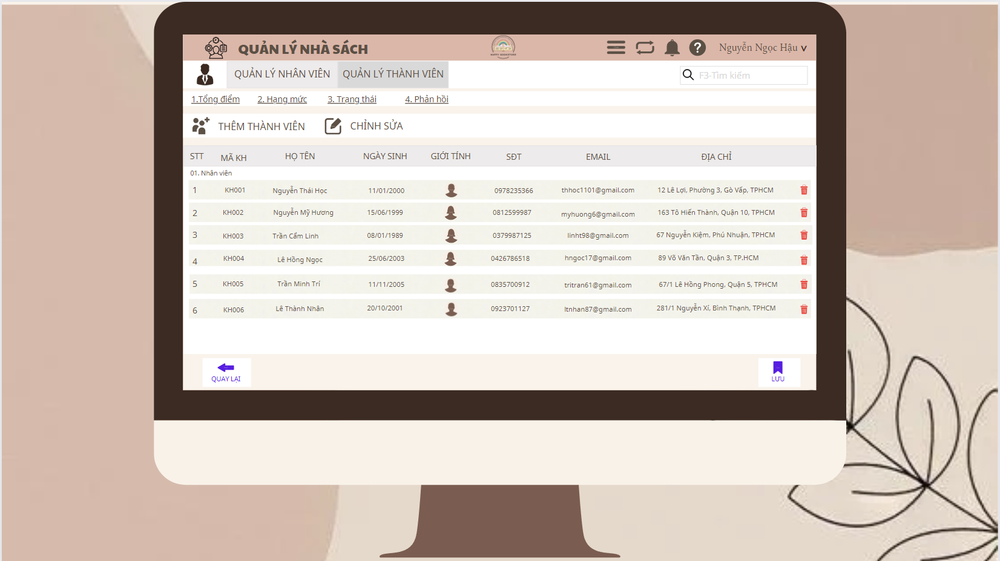 QUẢN LÝ NHÀ SÁCH
HAPPY BOOKSTORE
Nguyễn Ngọc Hậu
QUẢN LÝ NHÂN VIÊN QUẢN LÝ THÀNH VIÊN
F3-Tìm kiếm
1.Tổng điểm 2. Hạng mức 3. Trạng thái 4. Phản hồi
THÊM THÀNH VIÊN CHỈNH SỬA
STT MÃ KH HỌ TÊN NGÀY SINH GIỚI TÍNH SĐT EMAIL ĐỊA CHỈ
01. Nhân viên
1 KH001 Nguyễn Thái Học 11/01/2000 0978235366 thhoc1101@gmail.com 12 Lê Lợi, Phường 3, Gò Vấp, TPHCM
2 KH002 Nguyễn Mỹ Hương 15/06/1999 0812599987 myhuong6@gmail.com 163 Tô Hiến Thành, Quận 10, TPHCM
3 KH003 Trần Cẩm Linh 08/01/1989 0379987125 linht98@gmail.com 67 Nguyễn Kiệm, Phú Nhuận, TPHCM
4 KH004 Lê Hồng Ngọc 25/06/2003 0426786518 hngoc17@gmail.com 89 Võ Văn Tần, Quận 3, TP.HCM
5 KH005 Trần Minh Trí 11/11/2005 0835700912 tritran61@gmail.com 67/1 Lê Hồng Phong, Quận 5, TPHCM
6 KH006 Lê Thành Nhân 20/10/2001 0923701127 ltnhan87@gmail.com 281/1 Nguyễn Xí, Bình Thạnh, TPHCM
QUAY LẠI LƯU